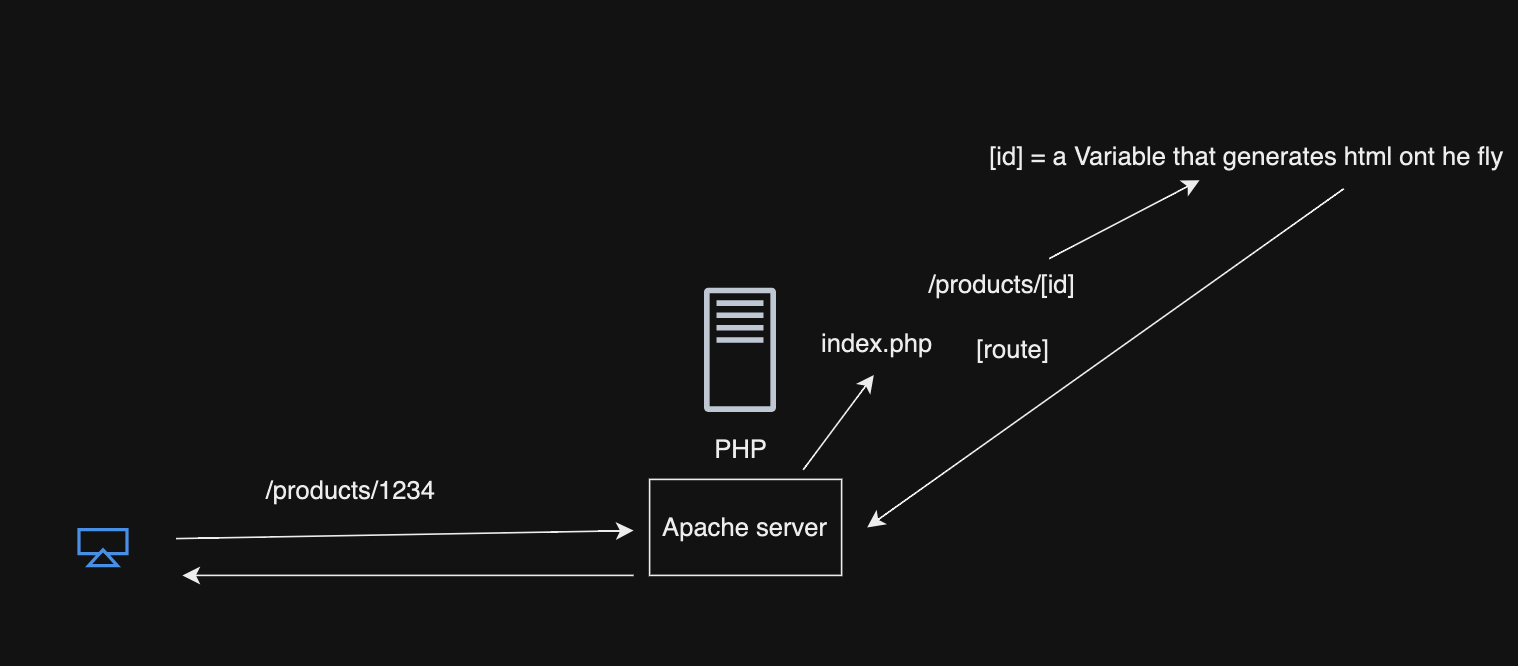 [id] = a Variable that generates html ont he fly
/products/[id]
index.php
[route]
PHP
/products/1234
Apache server